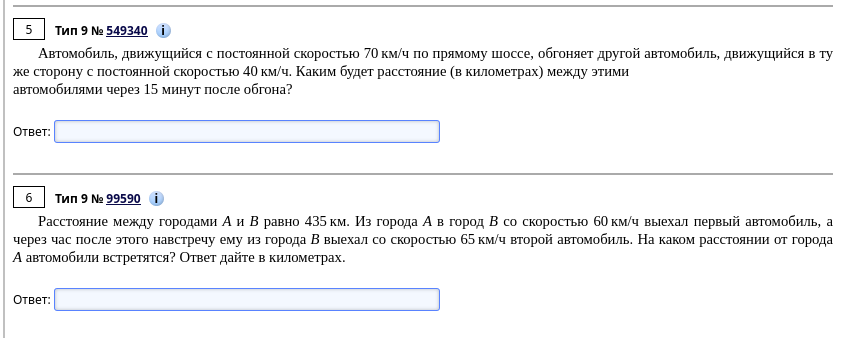 5 Тип 9 № 549340 i
Автомобиль, движущийся с постоянной скоростью 70 км/ч по прямому шоссе, обгоняет другой автомобиль, движущийся в ту
же сторону с постоянной скоростью 40 км/ч. Каким будет расстояние (в километрах) между этими
автомобилями через 15 минут после обгона?
Ответ:
6 Тип 9 № 99590 i
Расстояние между городами A и B равно 435 км. Из города A в город B со скоростью 60 км/ч выехал первый автомобиль, а
через час после этого навстречу ему из города B выехал со скоростью 65 км/ч второй автомобиль. На каком расстоянии от города
A автомобили встретятся? Ответ дайте в километрах.
Ответ: